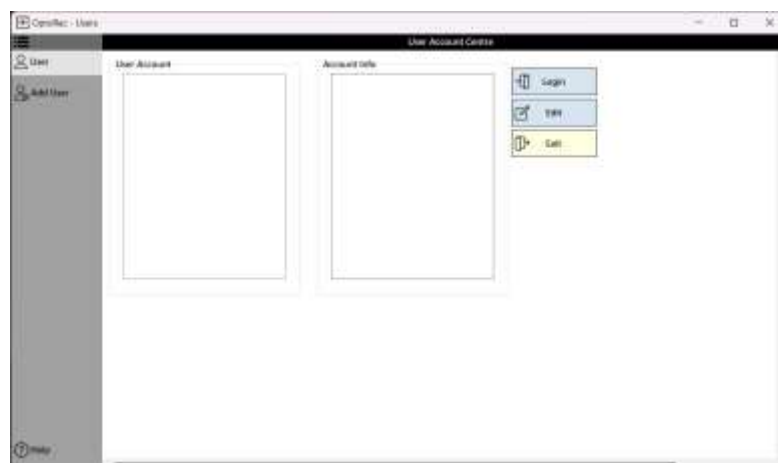 User Account Centre
User
Add User
User Account
Account Info
Login
Edit
Exit
Help